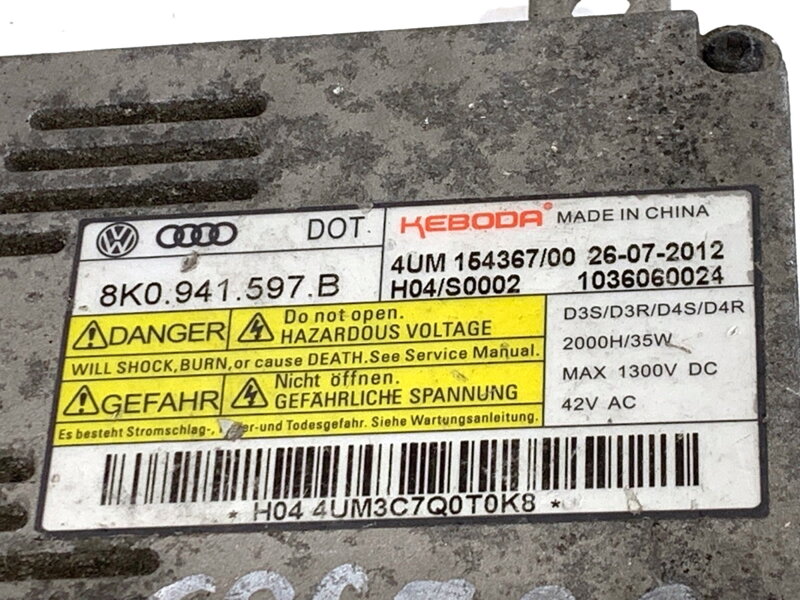 DOT
8K0.941.597.B
KEBODA® MADE IN CHINA
4UM 154367/00 26-07-2012
H04/S0002 1036060024
DANGER
Do not open.
HAZARDOUS VOLTAGE
WILL SHOCK, BURN, or cause DEATH. See Service Manual.
GEFAHR
Nicht öffnen.
GEFÄHRLICHE SPANNUNG
Es besteht Stromschlag-, -und Todesgefahr. Siehe Wartungsanleitung.
D3S/D3R/D4S/D4R
2000H/35W
MAX 1300V DC
42V AC
* H04 4UM3C7Q0T0K8 *